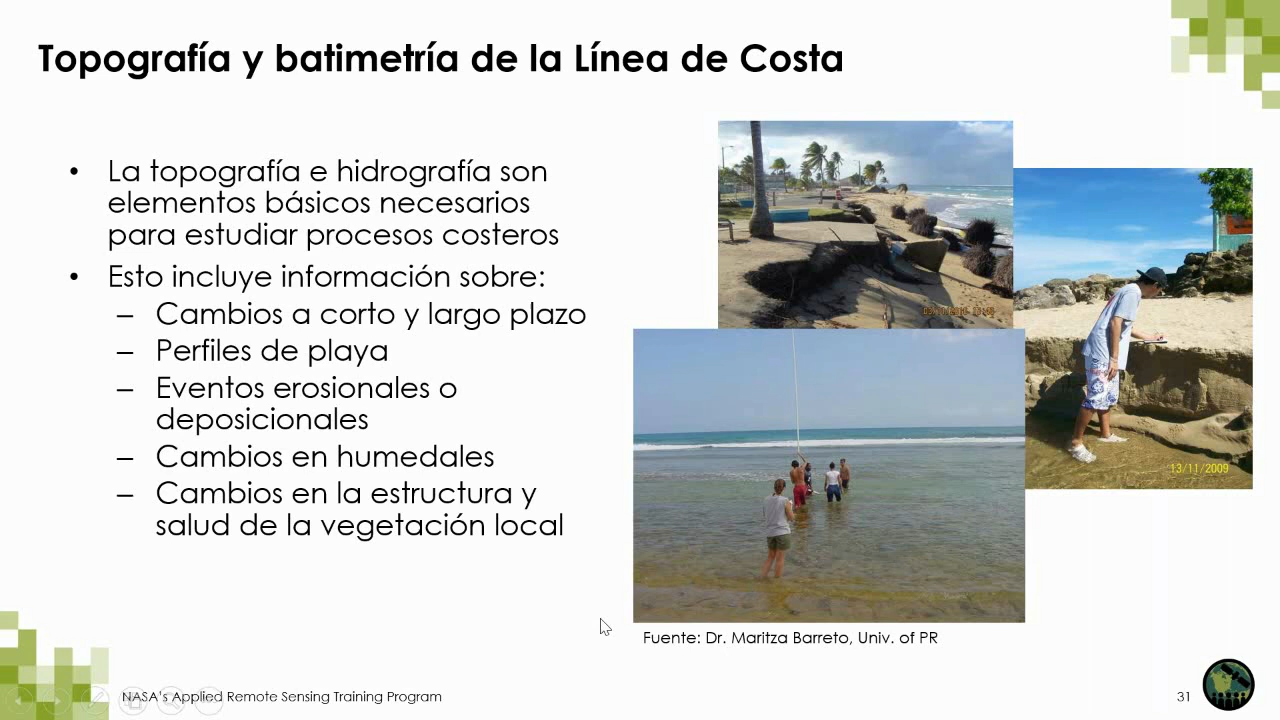 Topografía y batimetría de la Línea de Costa
• La topografía e hidrografía son
elementos básicos necesarios
para estudiar procesos costeros
• Esto incluye información sobre:
– Cambios a corto y largo plazo
– Perfiles de playa
– Eventos erosionales o
deposicionales
– Cambios en humedales
– Cambios en la estructura y
salud de la vegetación local
13/11/2009
Fuente: Dr. Maritza Barreto, Univ. of PR
NASA's Applied Remote Sensing Training Program
31